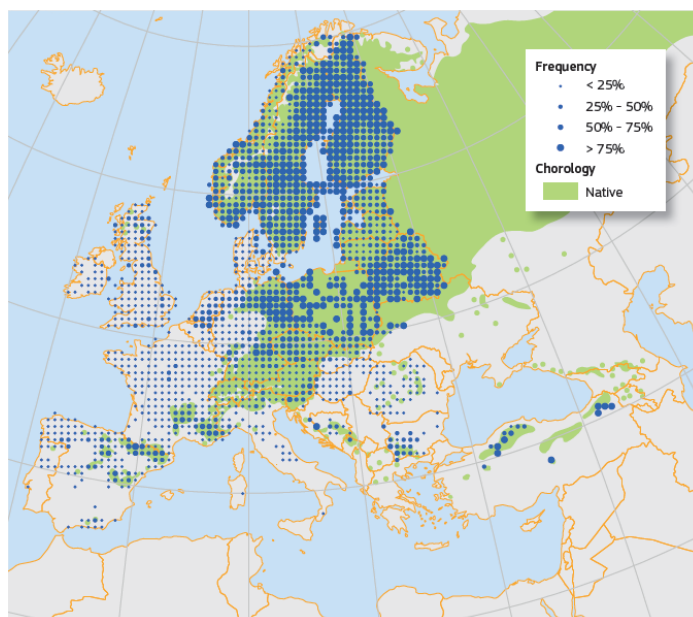 Frequency
< 25%
25% - 50%
50% - 75%
> 75%
Chorology
Native